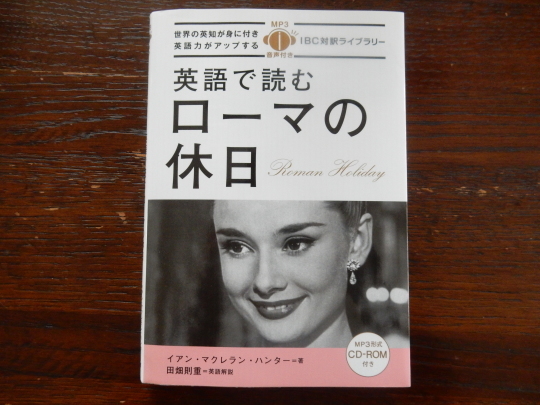 世界の英知が身に付き
英語力がアップする
MP3
音声付き
IBC対訳ライブラリー
英語で読む
ローマの
休日
Roman Holiday
イアン・マクレラン・ハンター=著
田畑則重=英語解説
MP3形式
CD-ROM
付き